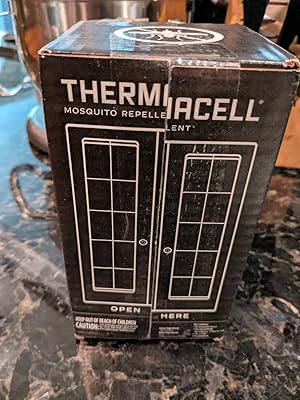 THERMACELL®
MOSQUITO REPELLENT*
OPEN HERE
KEEP OUT OF REACH OF CHILDREN
CAUTION: